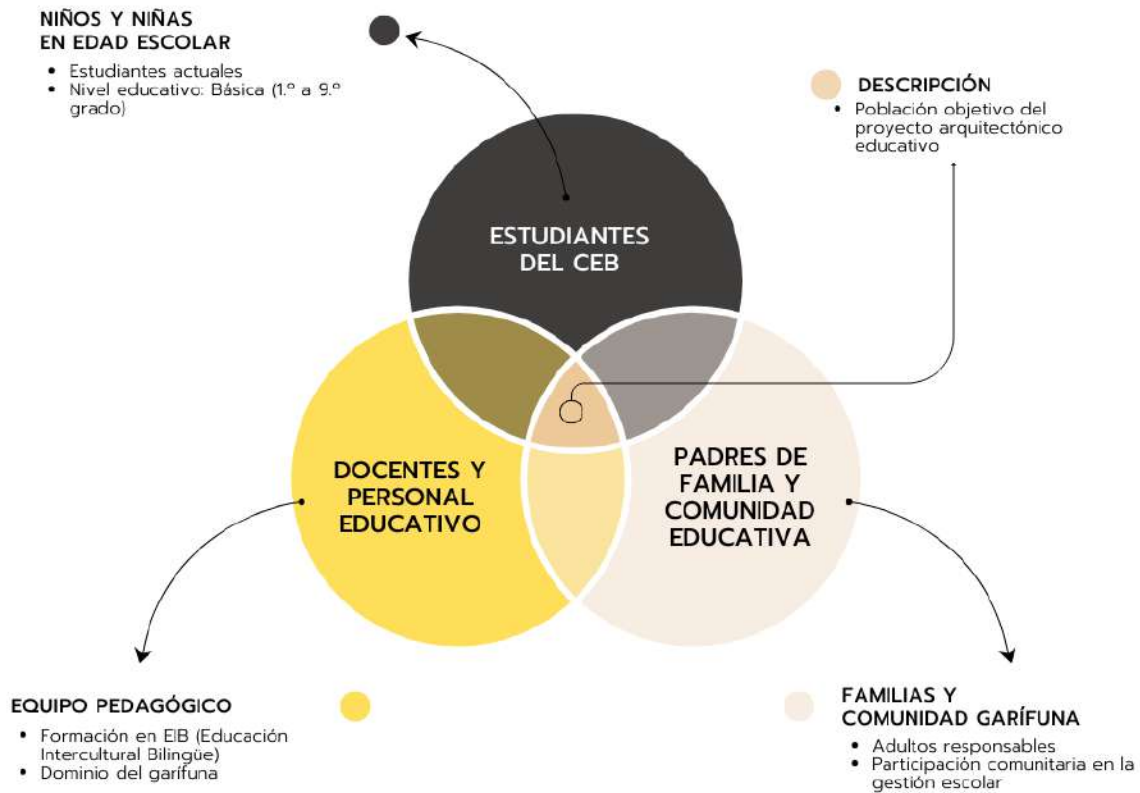 NIÑOS Y NIÑAS
EN EDAD ESCOLAR
• Estudiantes actuales
• Nivel educativo: Básica (1.º a 9.º
grado)
DESCRIPCIÓN
• Población objetivo del
proyecto arquitectónico
educativo
ESTUDIANTES
DEL CEB
DOCENTES Y
PERSONAL
EDUCATIVO
PADRES DE
FAMILIA Y
COMUNIDAD
EDUCATIVA
EQUIPO PEDAGÓGICO
• Formación en EIB (Educación
Intercultural Bilingüe)
• Dominio del garífuna
FAMILIAS Y
COMUNIDAD GARÍFUNA
• Adultos responsables
• Participación comunitaria en la
gestión escolar